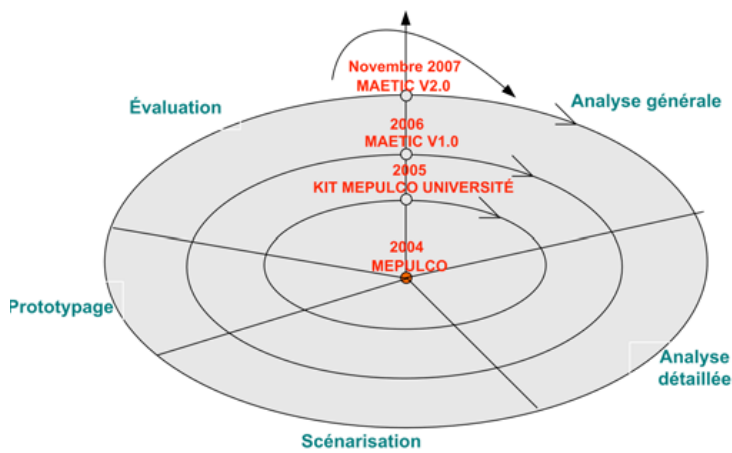 Novembre 2007
MAETIC V2.0
Évaluation
Analyse générale
2006
MAETIC V1.0
2005
KIT MEPULCO UNIVERSITÉ
2004
MEPULCO
Prototypage
Analyse
détaillée
Scénarisation